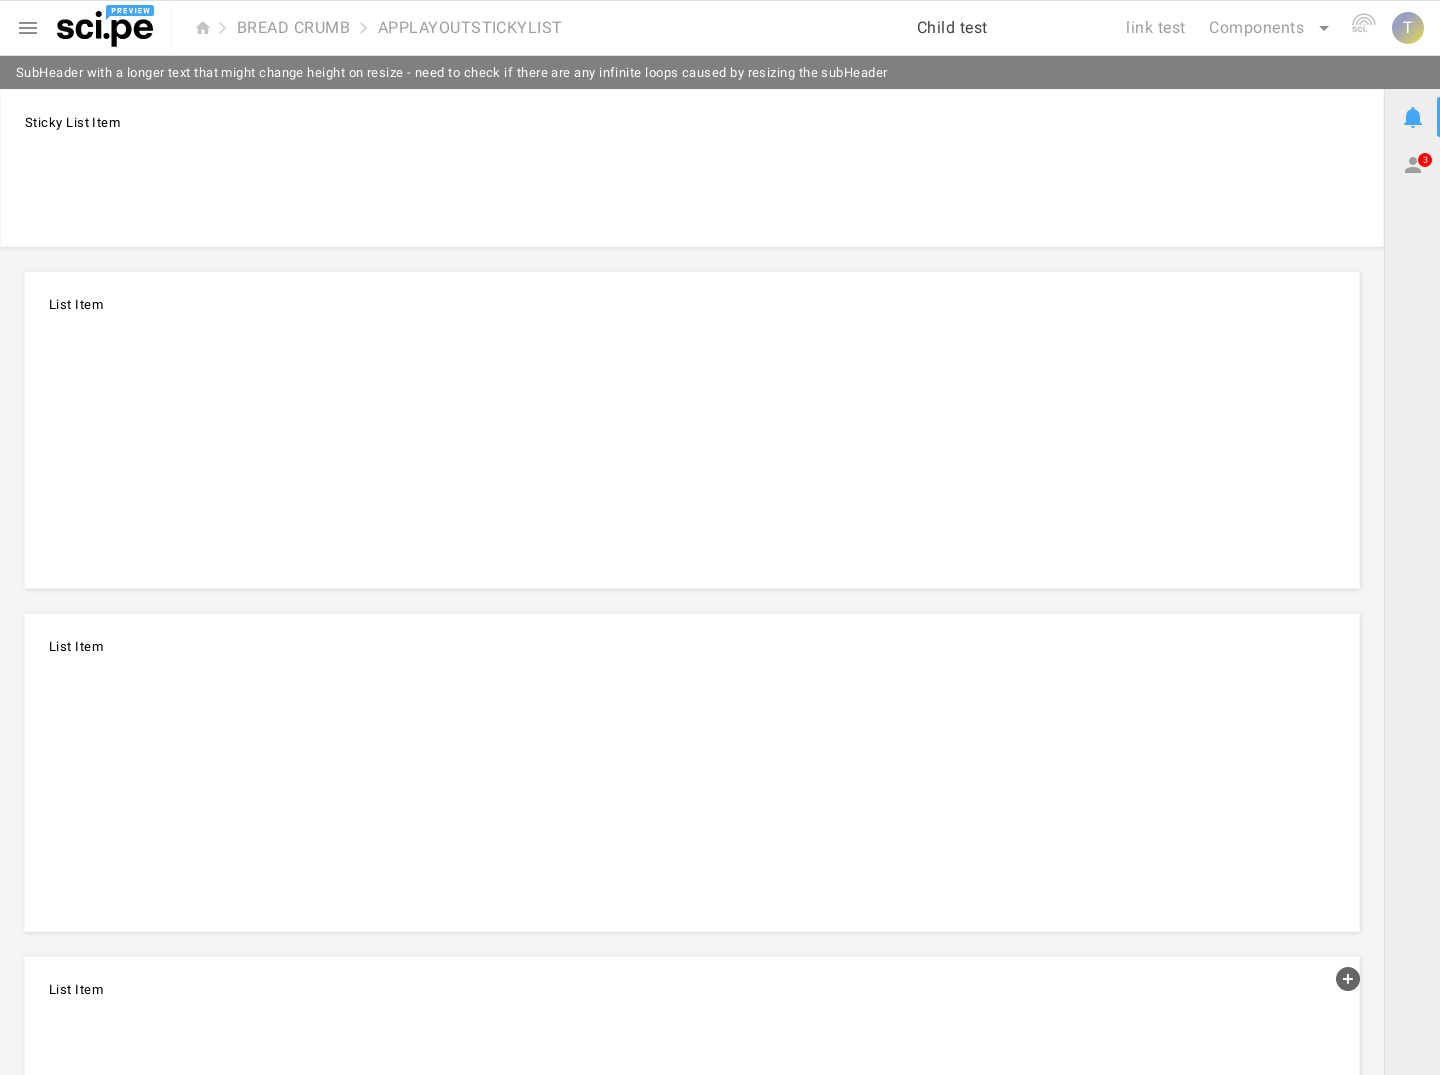 PREVIEW
sci.pe
BREAD CRUMB
APPLAYOUTSTICKYLIST
Child test
link test
Components
sci.
T
SubHeader with a longer text that might change height on resize - need to check if there are any infinite loops caused by resizing the subHeader
Sticky List Item
3
List Item
List Item
List Item